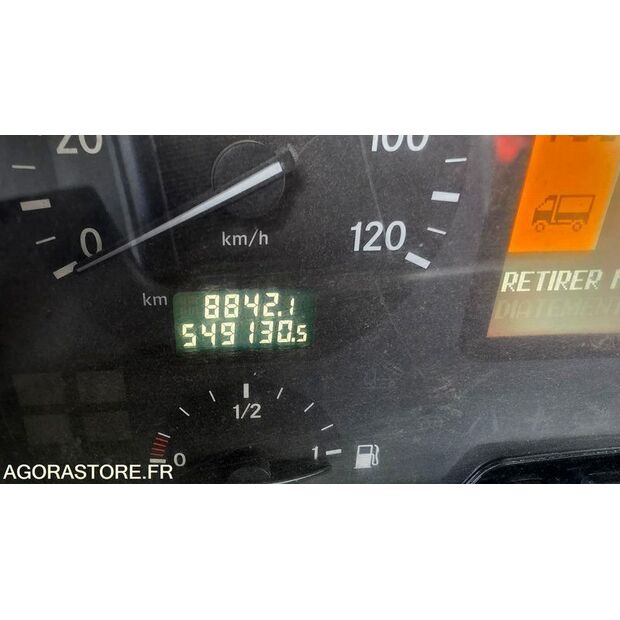 20
100
0
km/h
120
km
8842.1
549130.5
RETIRER
1/2
0
1
AGORASTORE.FR